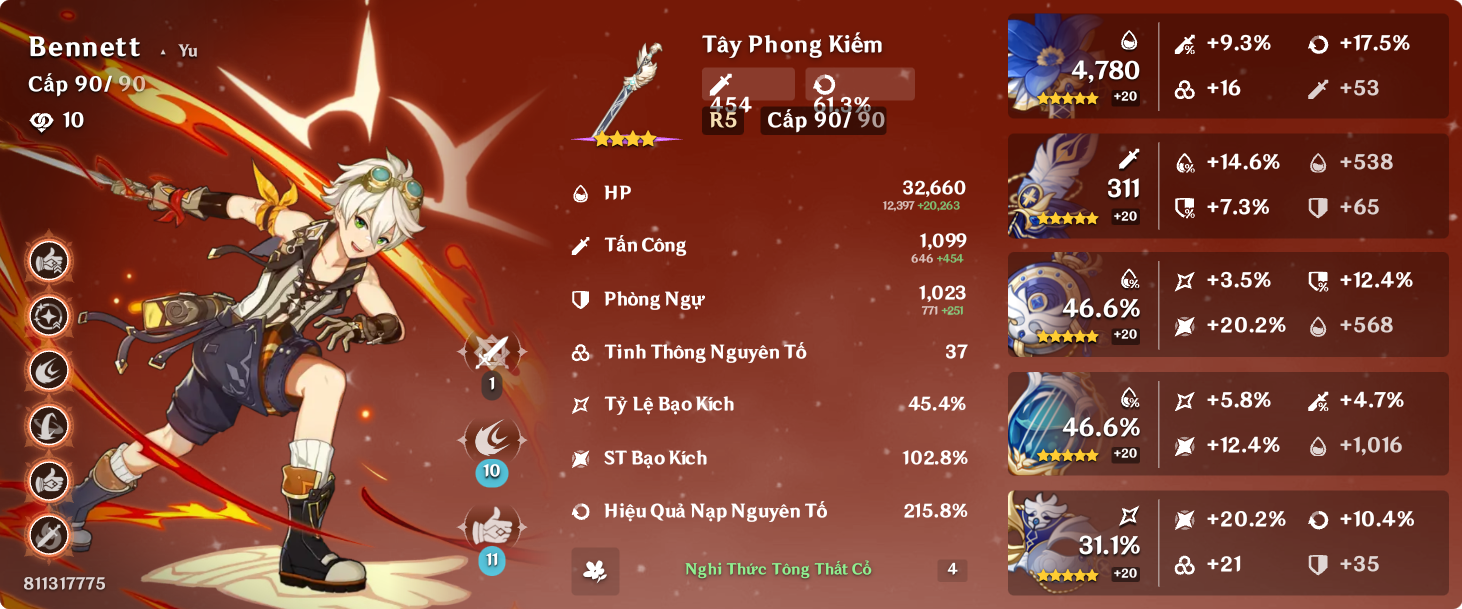 Bennett ▴ Yu
Cấp 90/ 90
10
1
10
11
811317775
Tây Phong Kiếm
454 61.3%
R5 Cấp 90/ 90
HP 32,660
12,397 +20,263
Tấn Công 1,099
646 +454
Phòng Ngự 1,023
771 +251
Tinh Thông Nguyên Tố 37
Tỷ Lệ Bạo Kích 45.4%
ST Bạo Kích 102.8%
Hiệu Quả Nạp Nguyên Tố 215.8%
Nghi Thức Tông Thất Cổ 4
4,780
+20
+9.3% +17.5%
+16 +53
311
+20
+14.6% +538
+7.3% +65
46.6%
+20
+3.5% +12.4%
+20.2% +568
46.6%
+20
+5.8% +4.7%
+12.4% +1,016
31.1%
+20
+20.2% +10.4%
+21 +35